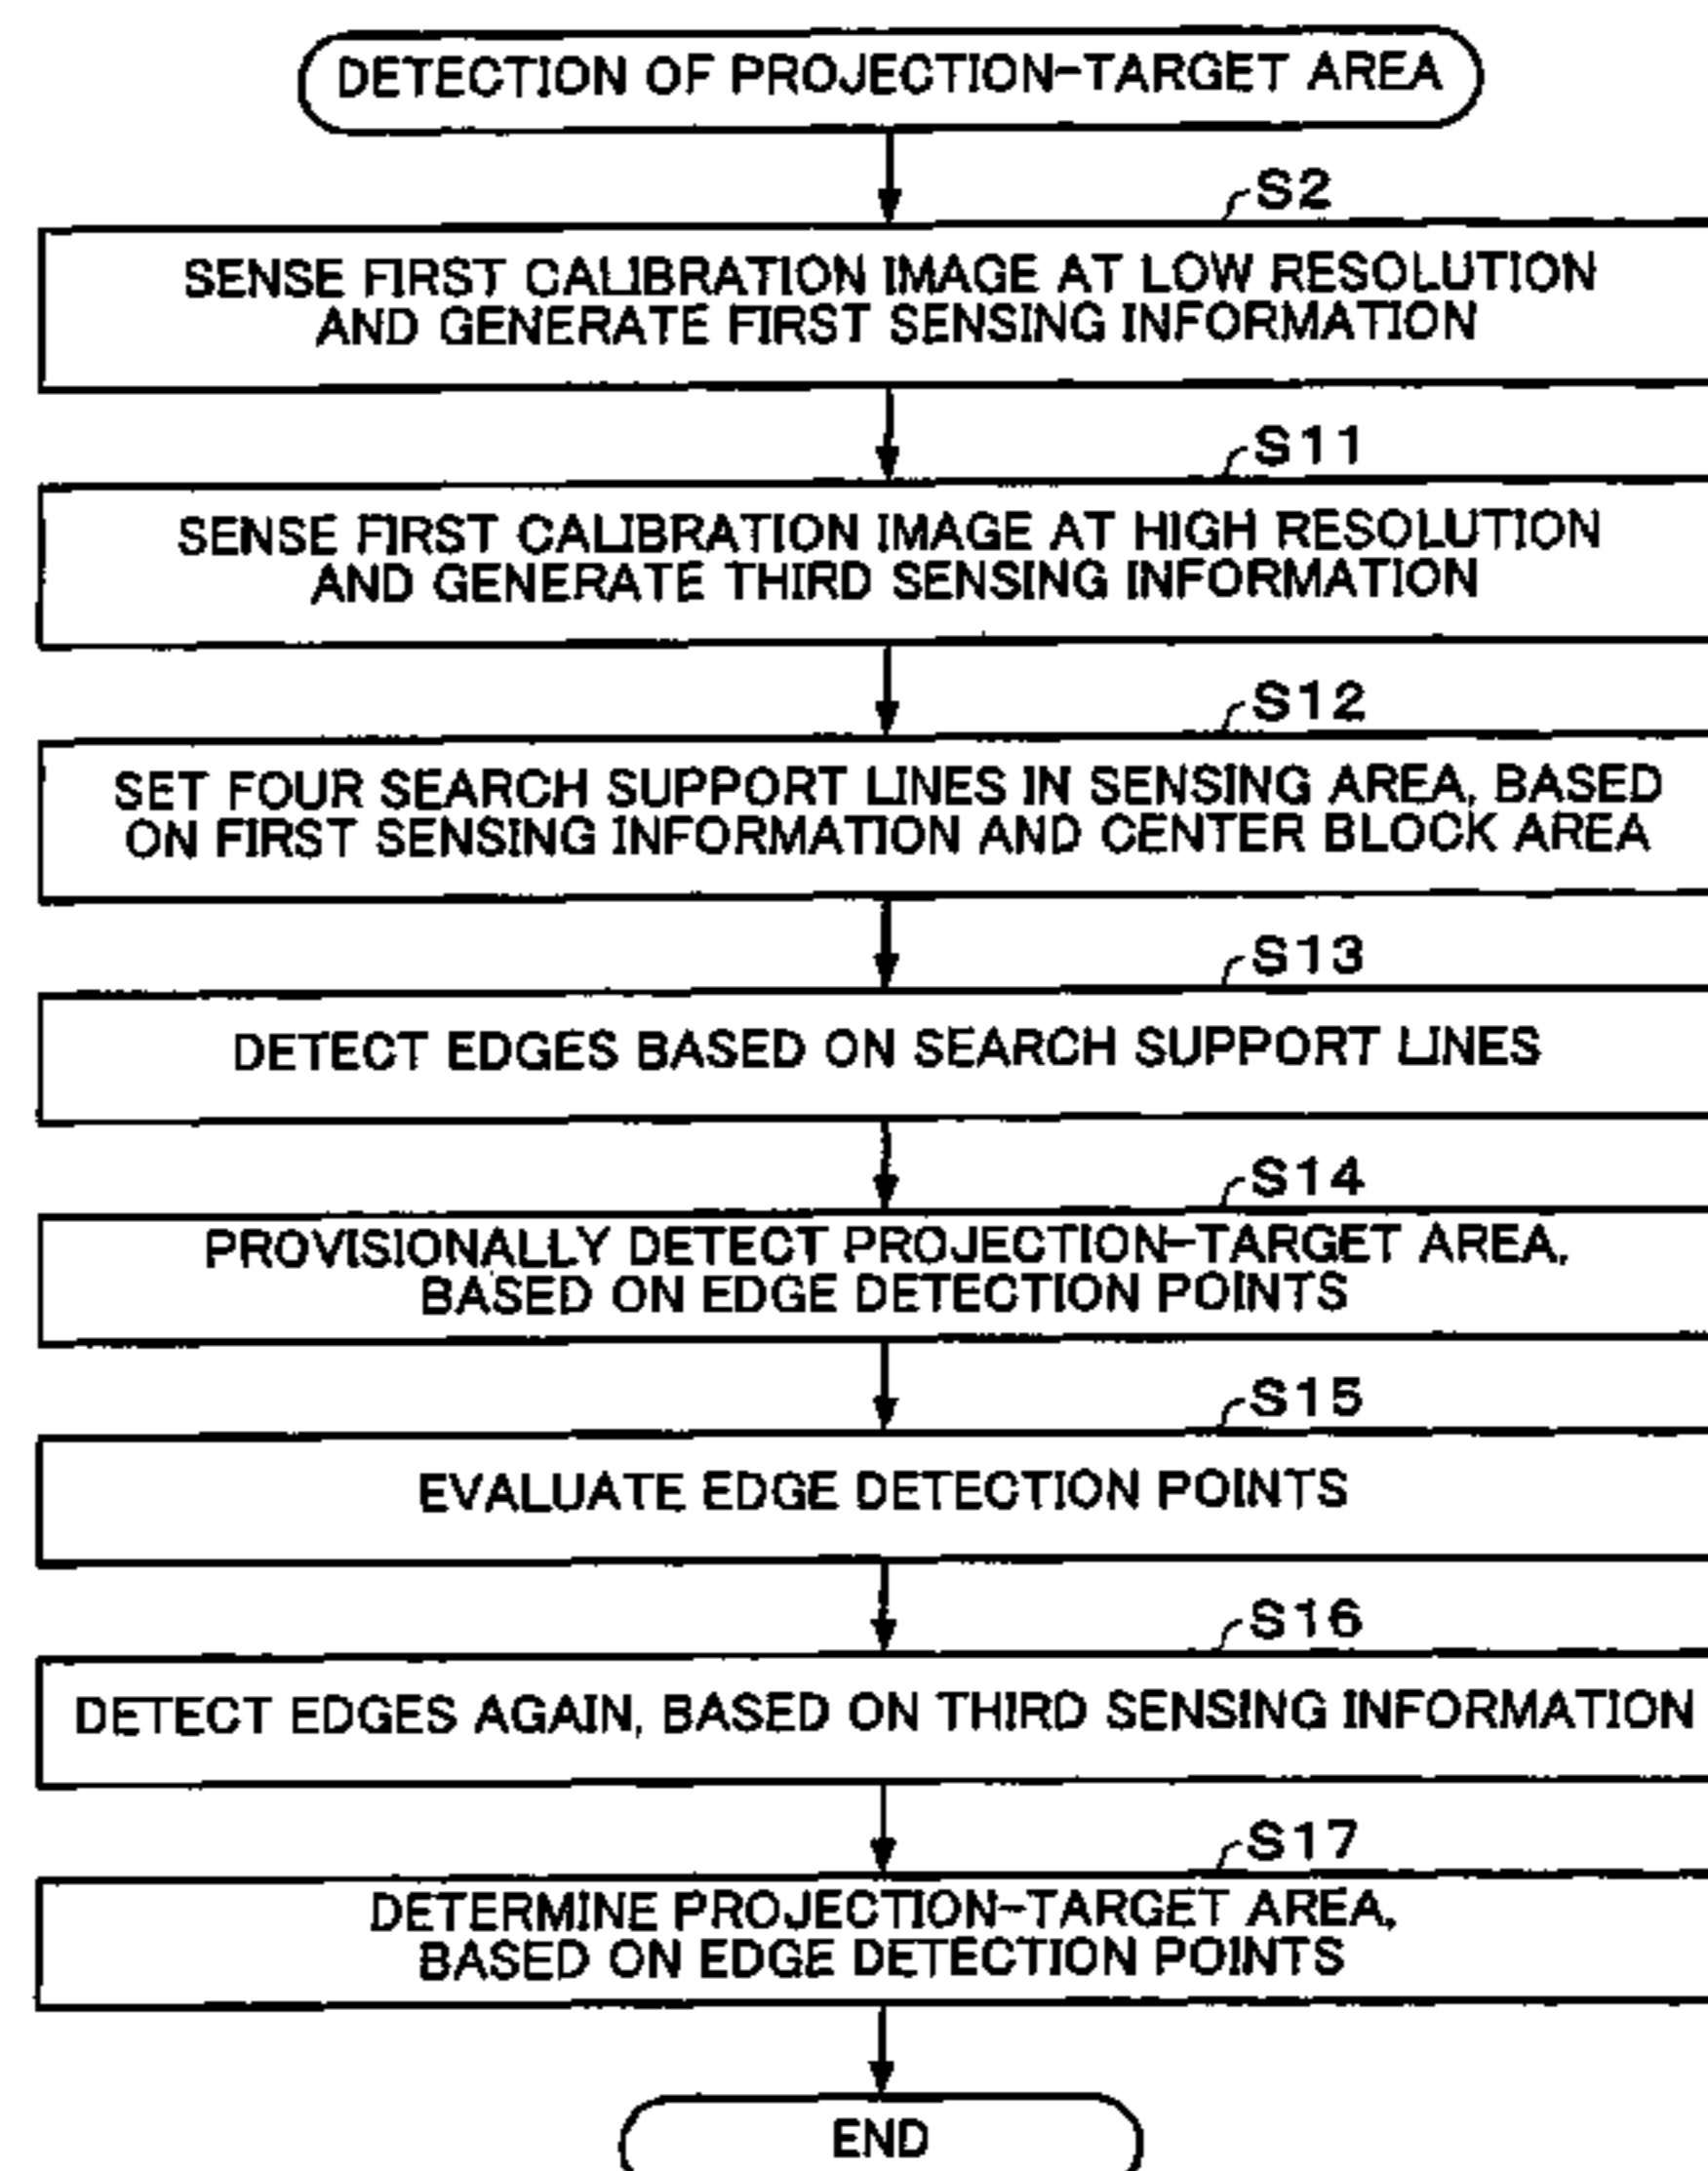 DETECTION OF PROJECTION-TARGET AREA
S2
SENSE FIRST CALIBRATION IMAGE AT LOW RESOLUTION
AND GENERATE FIRST SENSING INFORMATION
S11
SENSE FIRST CALIBRATION IMAGE AT HIGH RESOLUTION
AND GENERATE THIRD SENSING INFORMATION
S12
SET FOUR SEARCH SUPPORT LINES IN SENSING AREA, BASED
ON FIRST SENSING INFORMATION AND CENTER BLOCK AREA
S13
DETECT EDGES BASED ON SEARCH SUPPORT LINES
S14
PROVISIONALLY DETECT PROJECTION-TARGET AREA,
BASED ON EDGE DETECTION POINTS
S15
EVALUATE EDGE DETECTION POINTS
S16
DETECT EDGES AGAIN, BASED ON THIRD SENSING INFORMATION
S17
DETERMINE PROJECTION-TARGET AREA,
BASED ON EDGE DETECTION POINTS
END